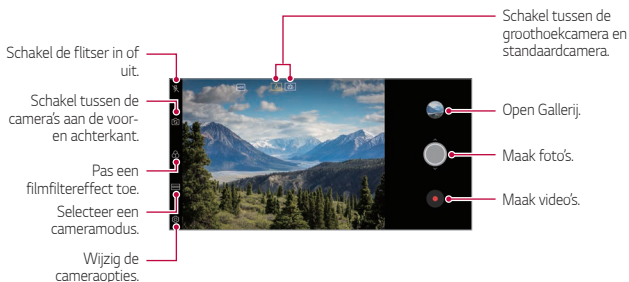 Schakel tussen de
groothoekcamera en
standaardcamera.
Schakel de flitser in of
uit.
Schakel tussen de
camera's aan de voor-
en achterkant.
Pas een
filmfiltereffect toe.
Selecteer een
cameramodus.
Wijzig de
cameraopties.
Open Gallerij.
Maak foto's.
Maak video's.